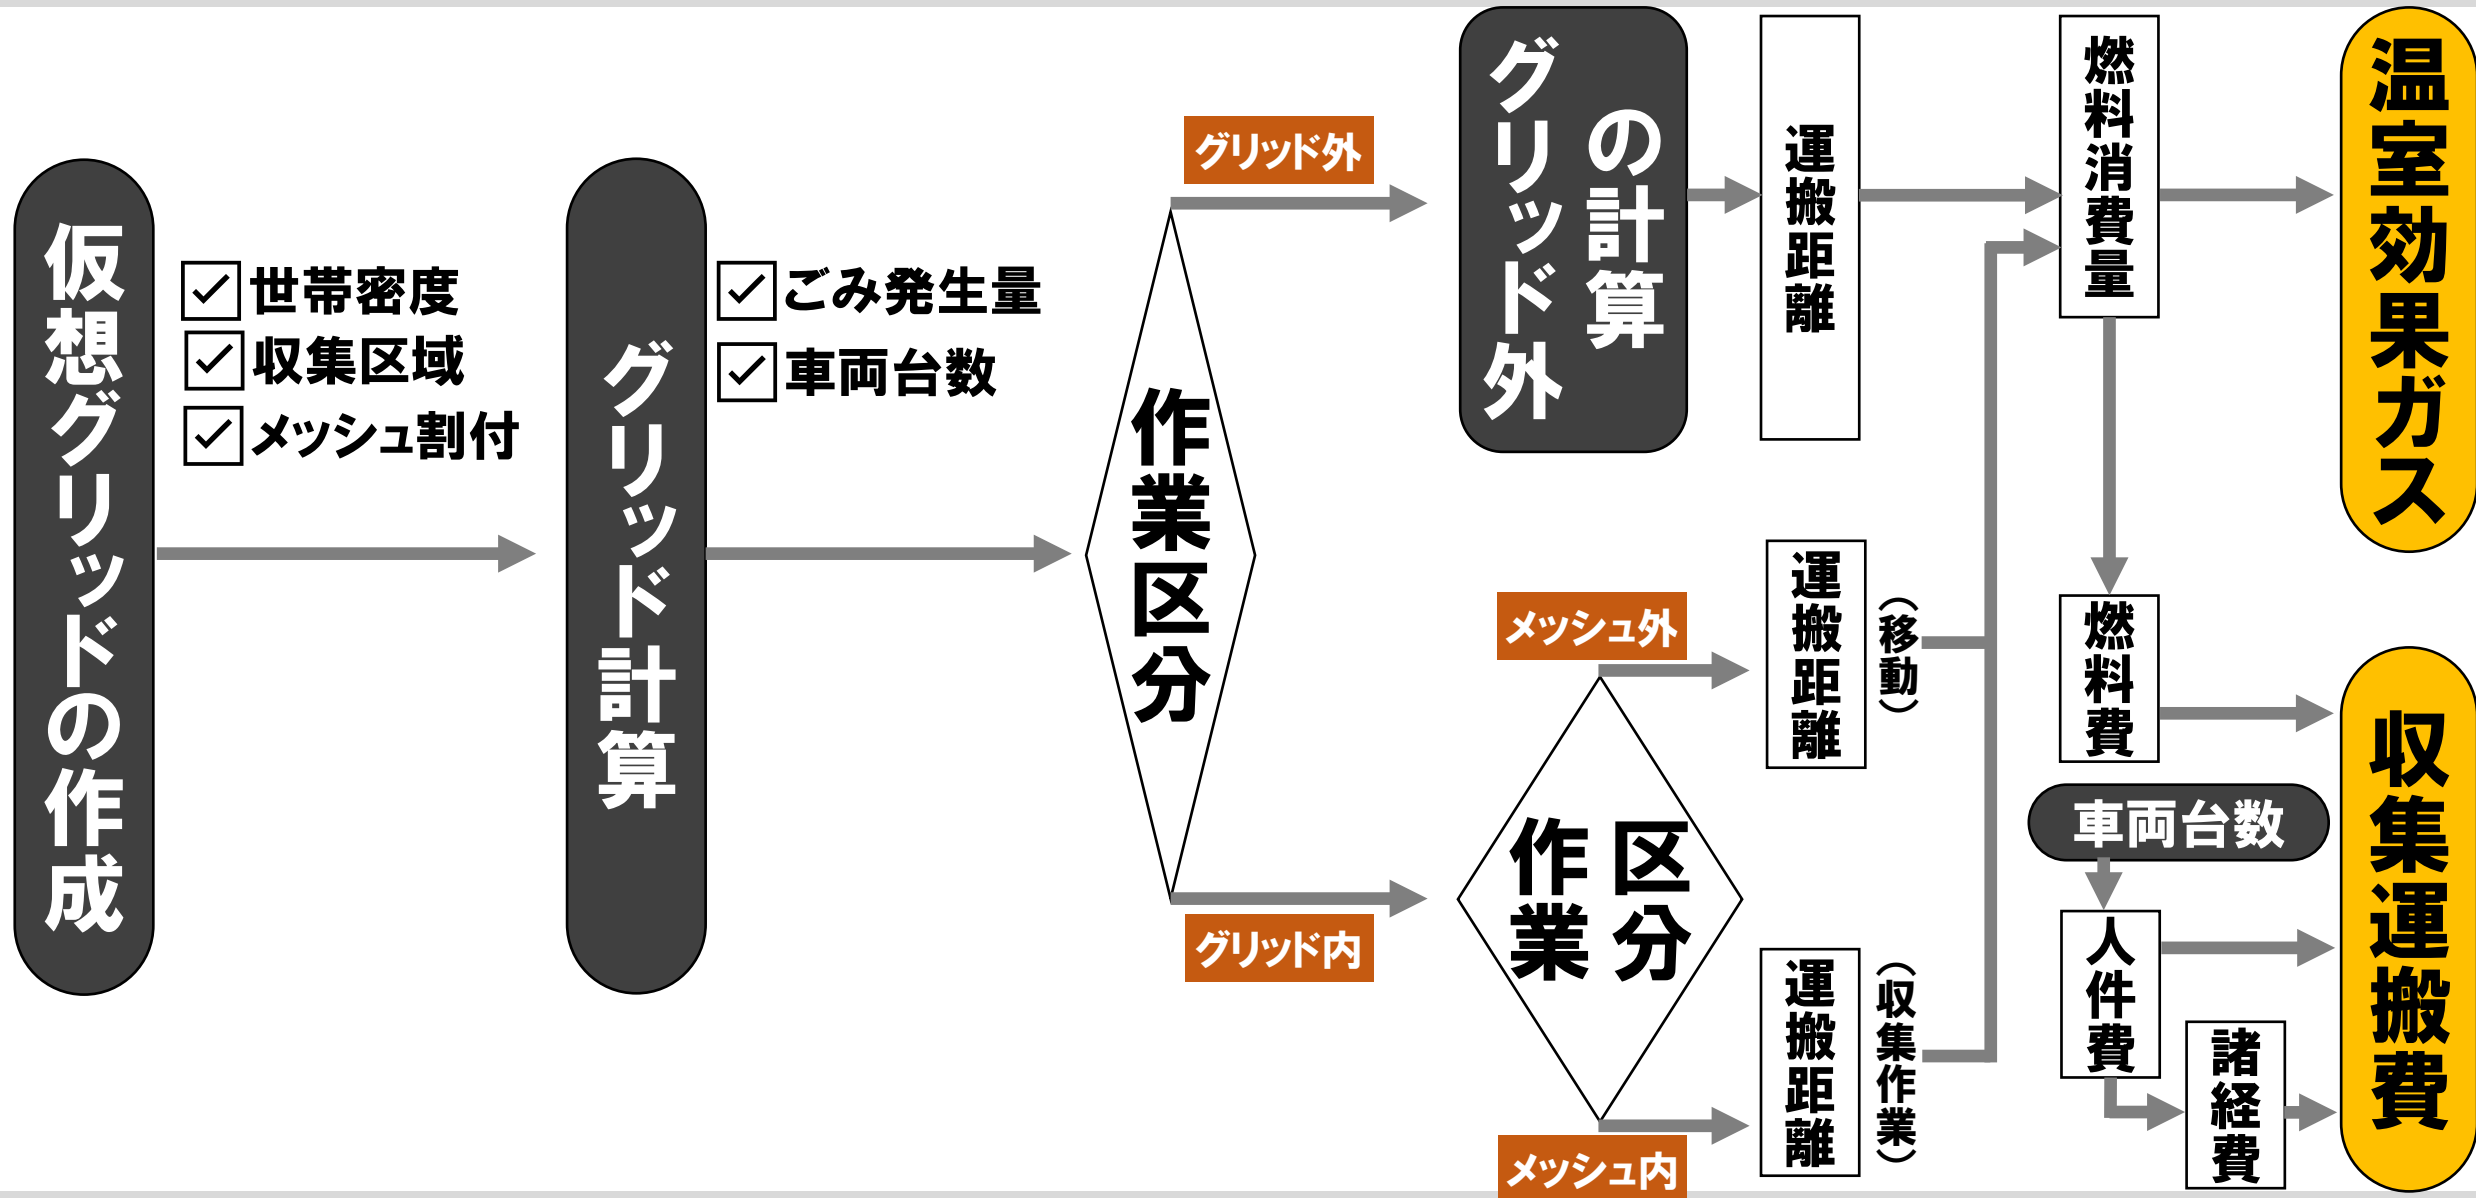 仮想グリッドの作成
世帯密度
収集区域
メッシュ割付
グリッド計算
ごみ発生量
車両台数
作業区分
グリッド外
グリッド内
グリッド外
の計算
運搬距離
作業
区分
メッシュ外
メッシュ内
運搬距離
（移動）
運搬距離
（収集作業）
燃料消費量
燃料費
車両台数
人件費
諸経費
温室効果ガス
収集運搬費